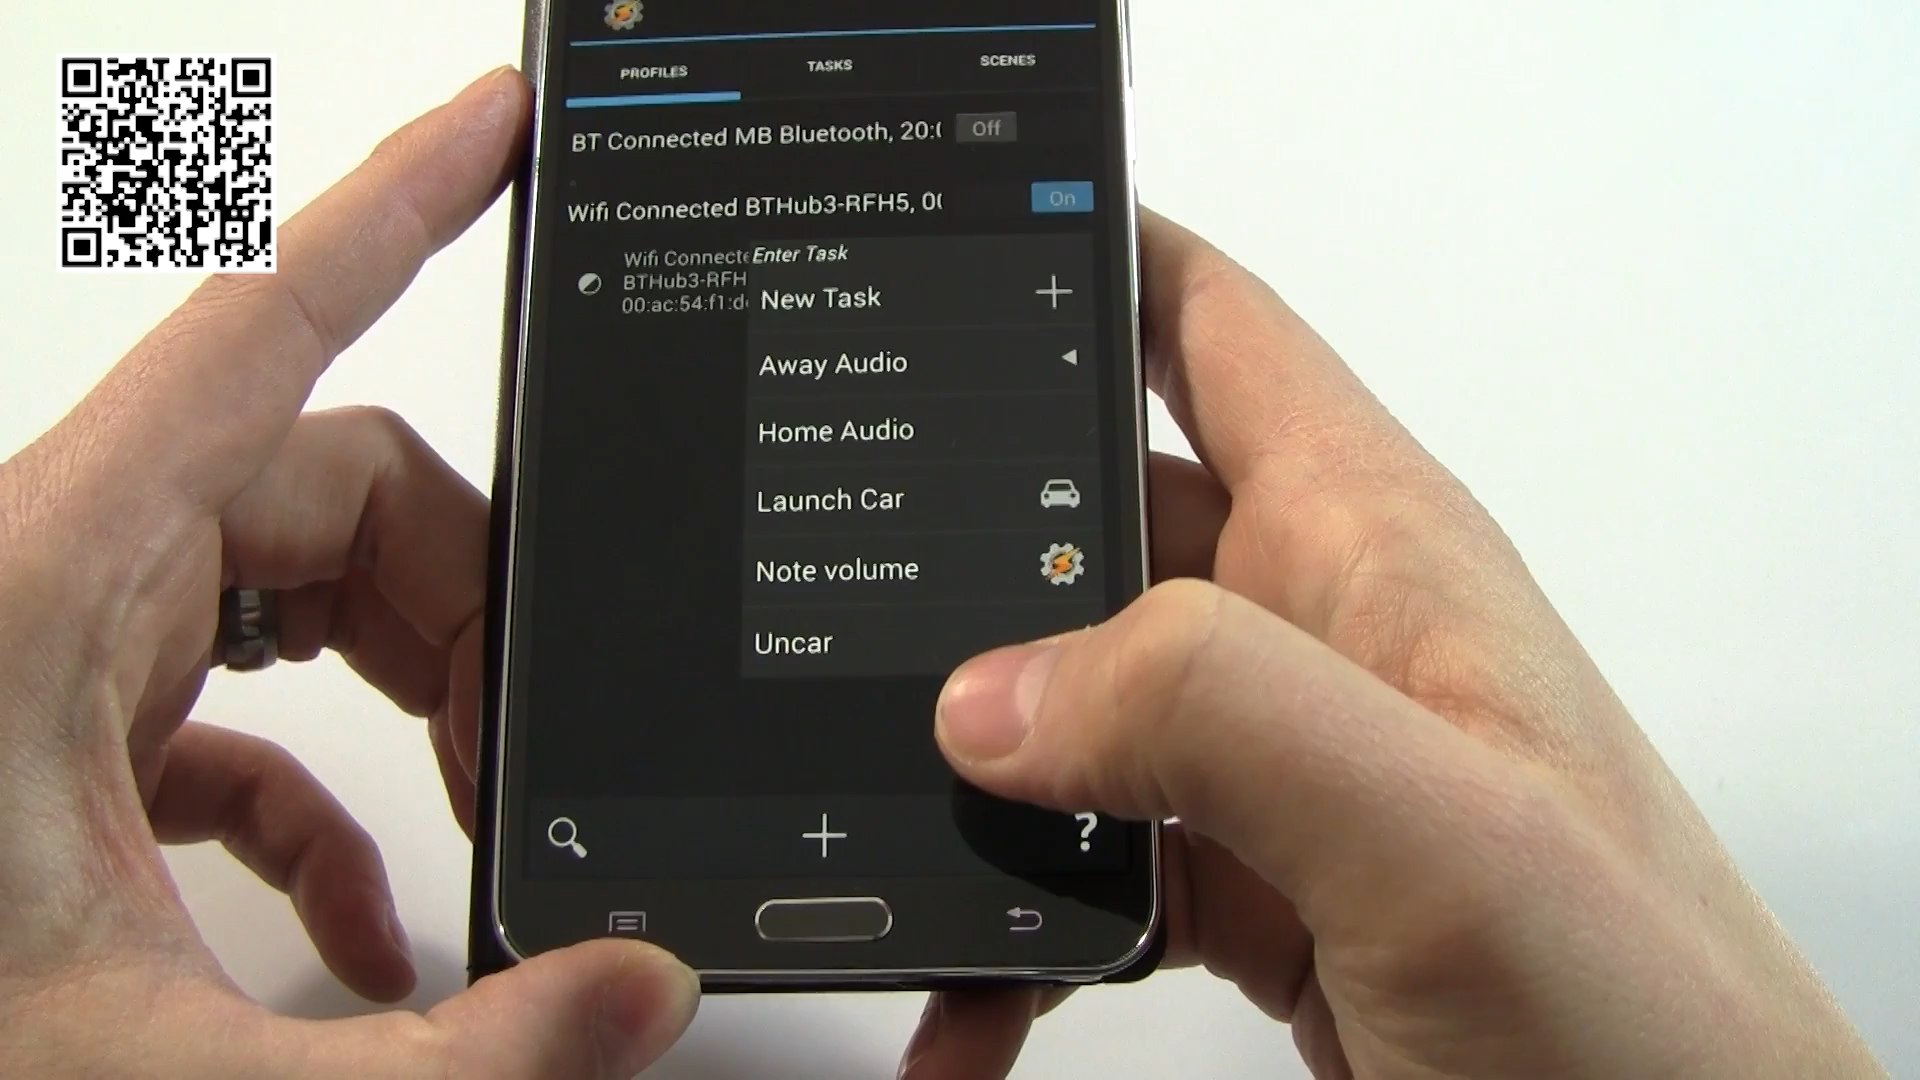 PROFILES TASKS SCENES
BT Connected MB Bluetooth, 20:( Off
Wifi Connected BTHub3-RFH5, 0( On
Wifi Connecte
BTHub3-RFH
00:ac:54:f1:d
Enter Task
New Task
Away Audio
Home Audio
Launch Car
Note volume
Uncar
?